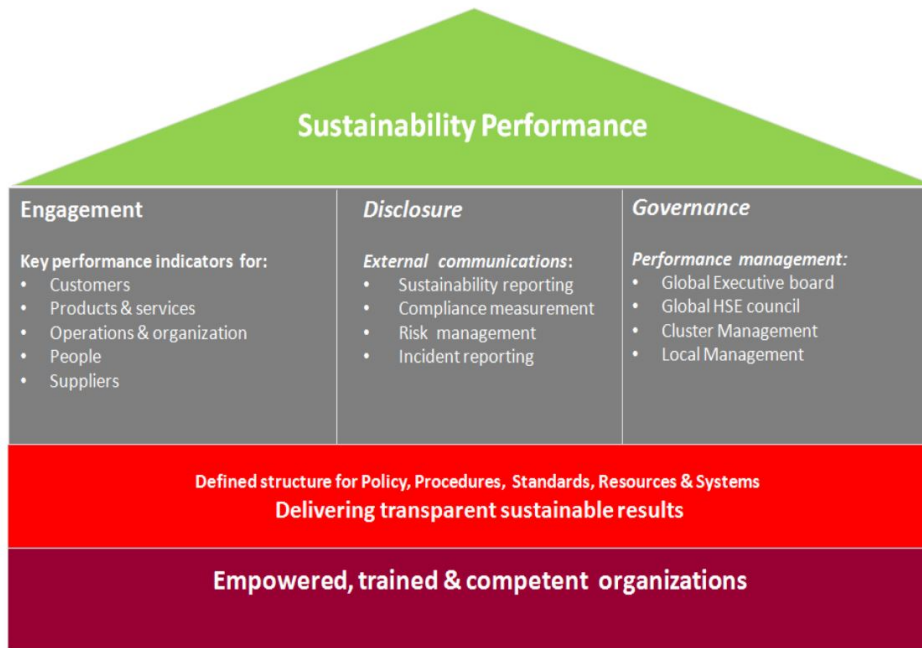 Sustainability Performance
Engagement
Key performance indicators for:
• Customers
• Products & services
• Operations & organization
• People
• Suppliers
Disclosure
External communications:
• Sustainability reporting
• Compliance measurement
• Risk management
• Incident reporting
Governance
Performance management:
• Global Executive board
• Global HSE council
• Cluster Management
• Local Management
Defined structure for Policy, Procedures, Standards, Resources & Systems
Delivering transparent sustainable results
Empowered, trained & competent organizations